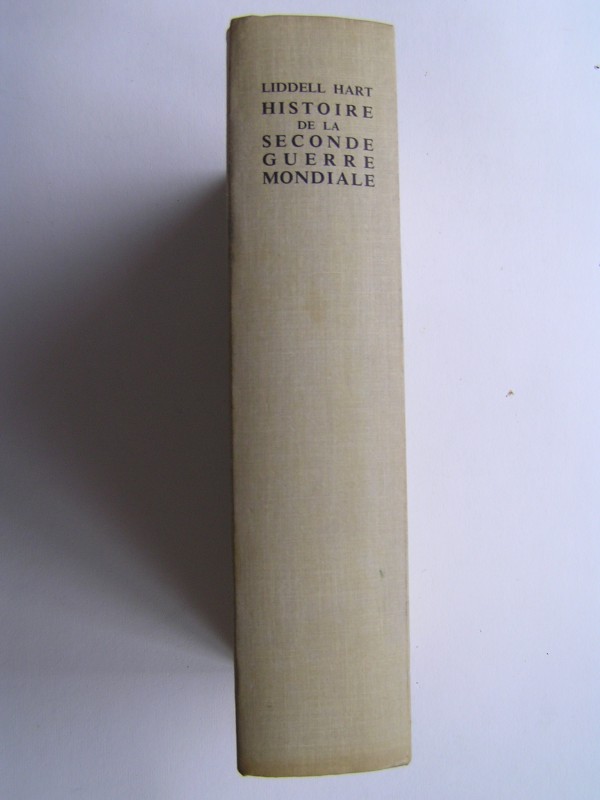 LIDDELL HART
HISTOIRE
DE LA
SECONDE
GUERRE
MONDIALE